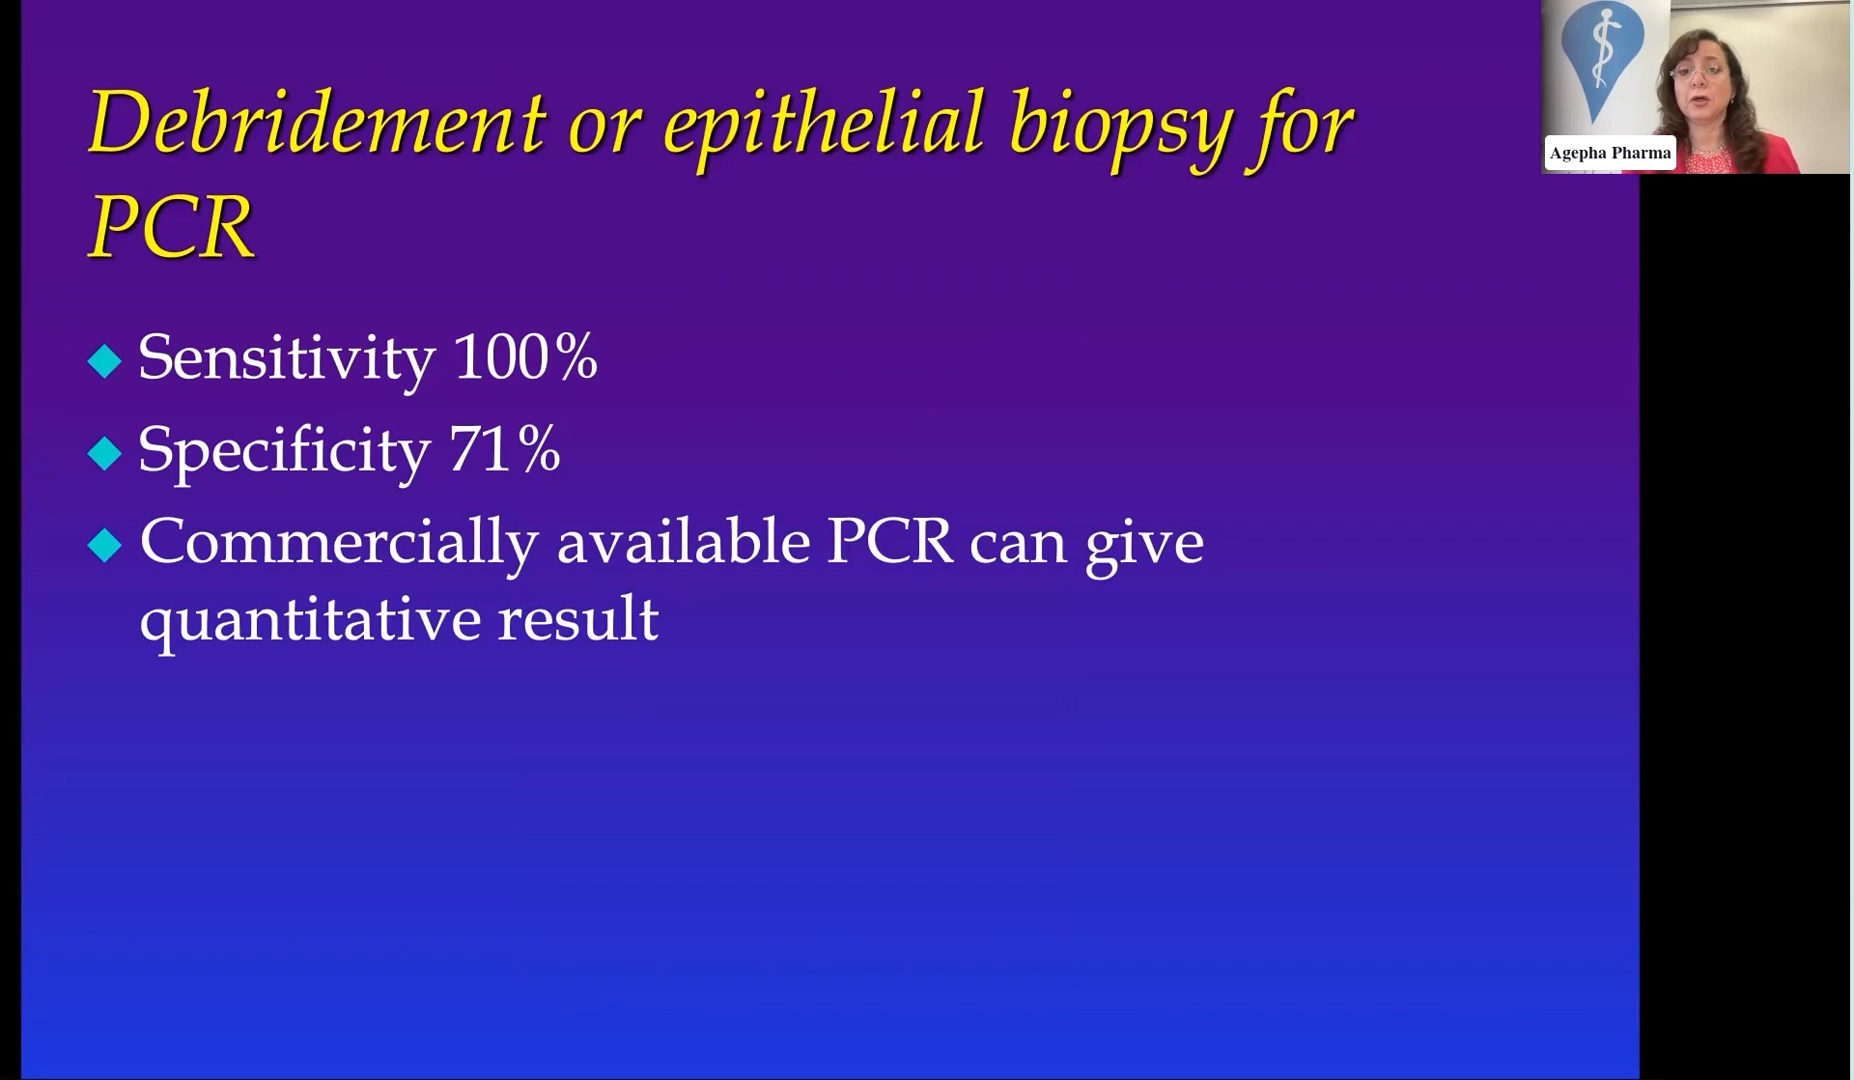 Debridement or epithelial biopsy for
PCR
Sensitivity 100%
Specificity 71%
Commercially available PCR can give
quantitative result
Agepha Pharma